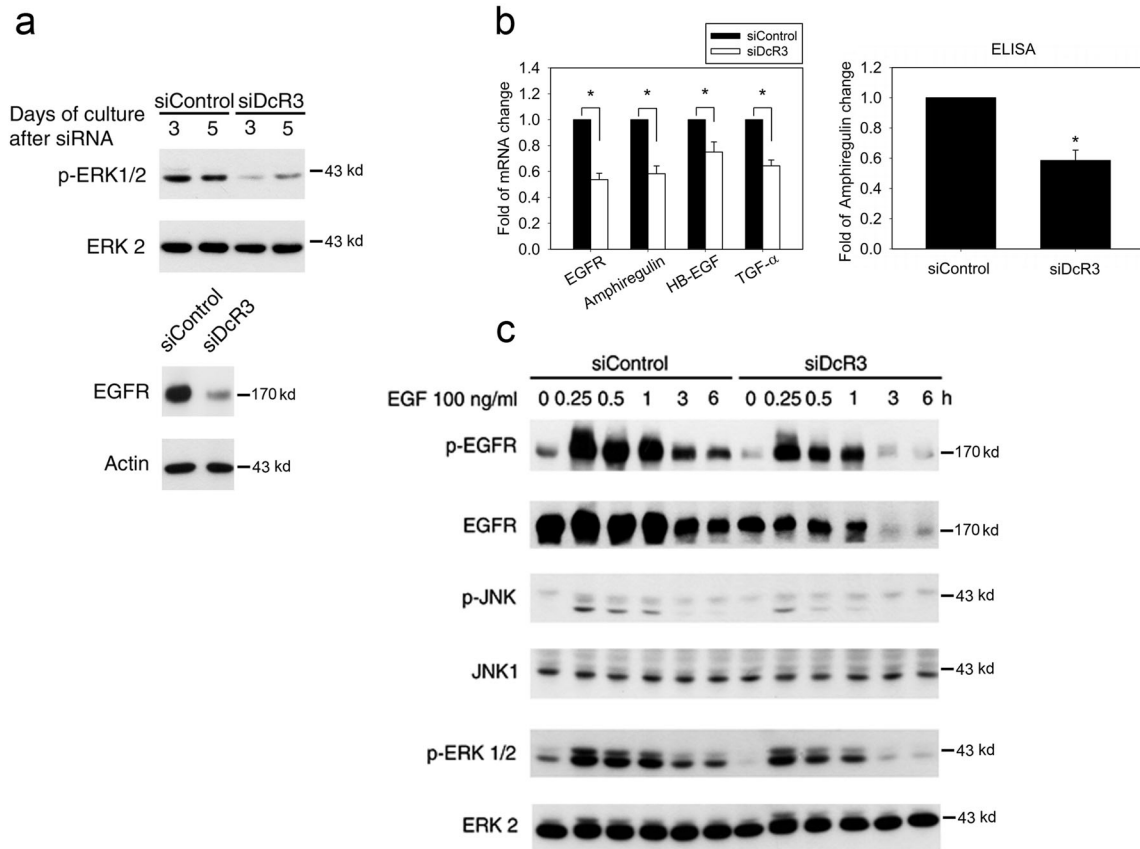 a
siControl siDcR3
Days of culture
after siRNA
3 5 3 5
p-ERK1/2
43 kd
ERK 2
43 kd
siControl
siDcR3
EGFR
170 kd
Actin
43 kd
b
siControl
siDcR3
Fold of mRNA change
1.4
1.2
1.0
0.8
0.6
0.4
0.2
0.0
* * * *
EGFR
Amphiregulin
HB-EGF
TGF-α
ELISA
Fold of Amphiregulin change
1.2
1.0
0.8
0.6
0.4
0.2
0.0
*
siControl
siDcR3
c
siControl siDcR3
EGF 100 ng/ml 0 0.25 0.5 1 3 6 0 0.25 0.5 1 3 6 h
p-EGFR
170 kd
EGFR
170 kd
p-JNK
43 kd
JNK1
43 kd
p-ERK 1/2
43 kd
ERK 2
43 kd